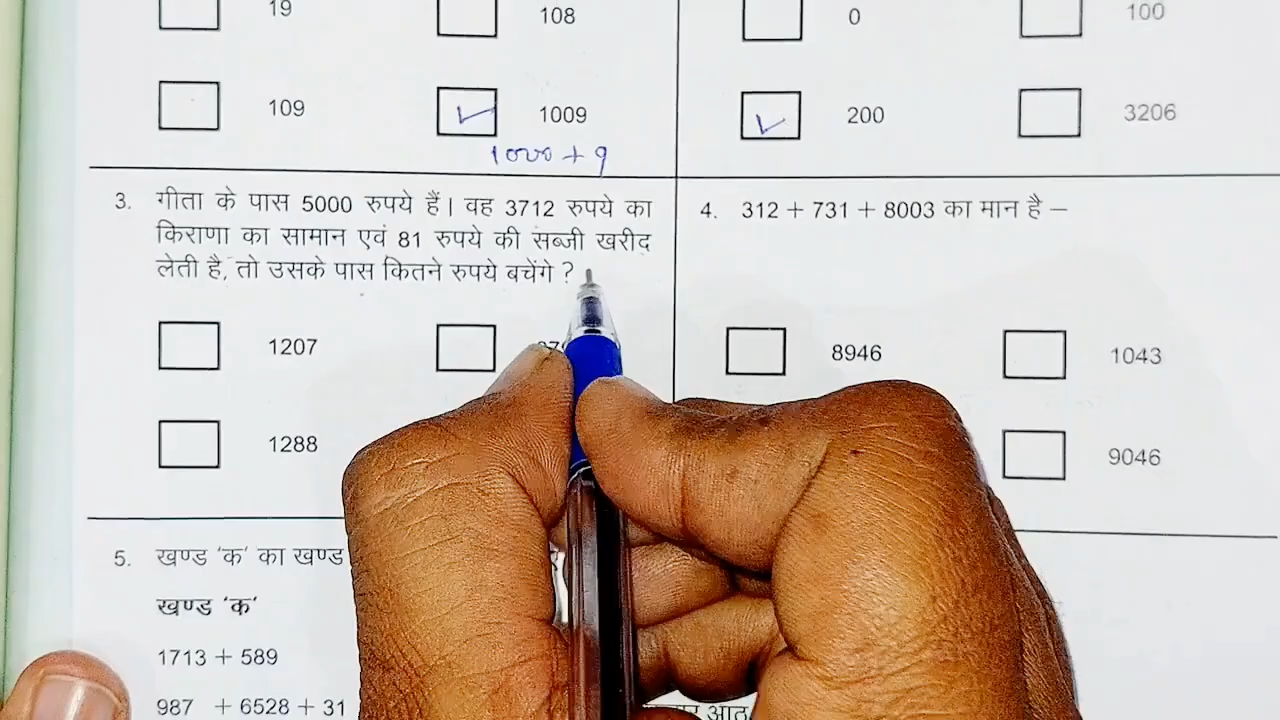 19
108
0
100
109
1009
200
3206
1000 + 9
3. गीता के पास 5000 रुपये हैं। वह 3712 रुपये का
किराणा का सामान एवं 81 रुपये की सब्जी खरीद
लेती है, तो उसके पास कितने रुपये बचेंगे ?
1207
1288
4. 312 + 731 + 8003 का मान है –
8946
1043
9046
5. खण्ड 'क' का खण्ड
खण्ड 'क'
1713 + 589
987 + 6528 + 31